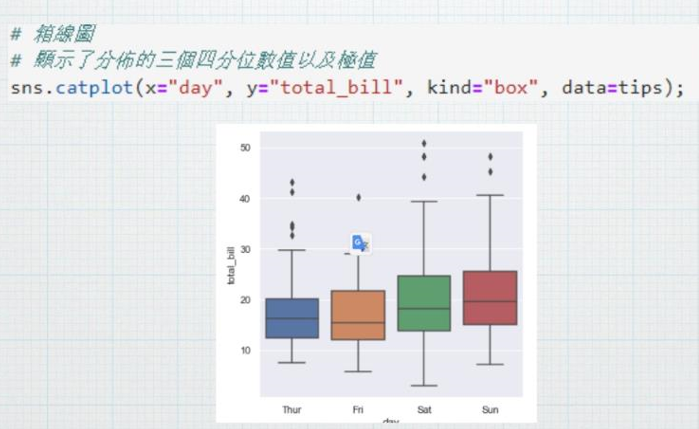 # 箱線圖
# 顯示了分佈的三個四分位數值以及極值
sns.catplot(x="day", y="total_bill", kind="box", data=tips);
50
40
30
20
10
total_bill
Thur Fri Sat Sun
day